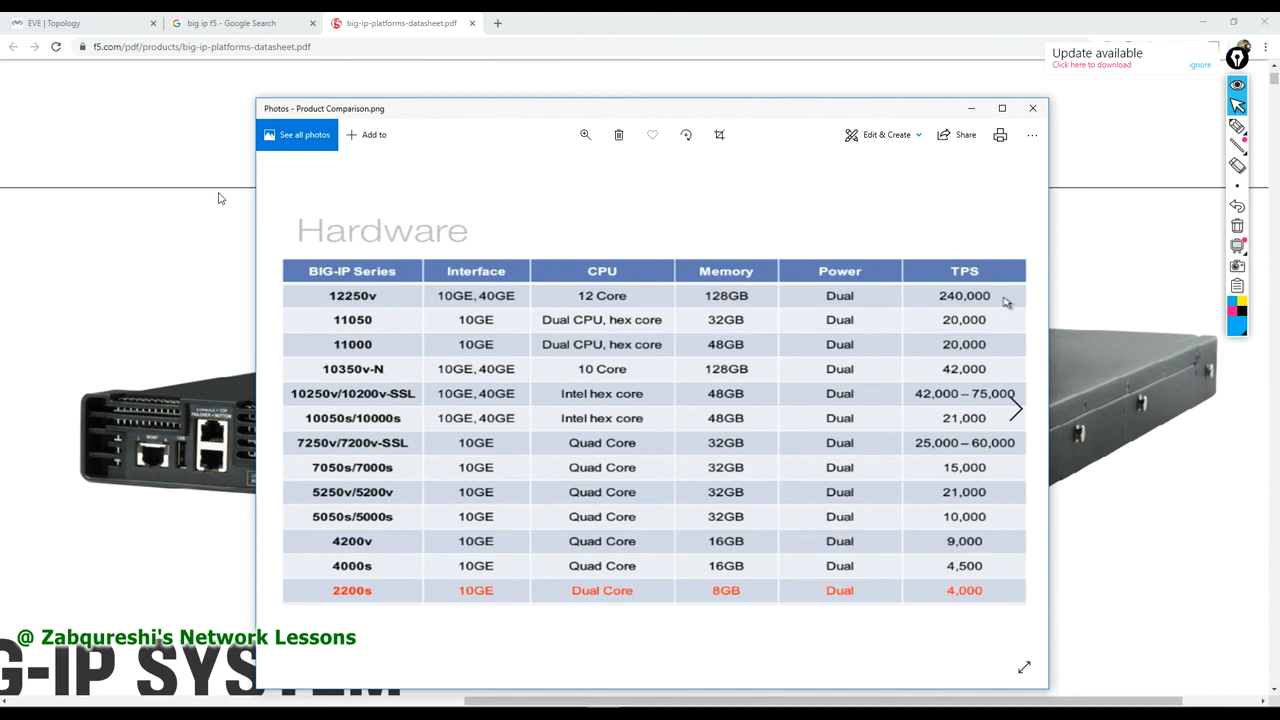 EVE | Topology
big ip f5 - Google Search
big-ip-platforms-datasheet.pdf
f5.com/pdf/products/big-ip-platforms-datasheet.pdf
Update available
Click here to download ignore
Photos - Product Comparison.png
See all photos Add to Edit & Create Share
Hardware
BIG-IP Series Interface CPU Memory Power TPS
12250v 10GE, 40GE 12 Core 128GB Dual 240,000
11050 10GE Dual CPU, hex core 32GB Dual 20,000
11000 10GE Dual CPU, hex core 48GB Dual 20,000
10350v-N 10GE, 40GE 10 Core 128GB Dual 42,000
10250v/10200v-SSL 10GE, 40GE Intel hex core 48GB Dual 42,000 – 75,000
10050s/10000s 10GE, 40GE Intel hex core 48GB Dual 21,000
7250v/7200v-SSL 10GE Quad Core 32GB Dual 25,000 – 60,000
7050s/7000s 10GE Quad Core 32GB Dual 15,000
5250v/5200v 10GE Quad Core 32GB Dual 21,000
5050s/5000s 10GE Quad Core 32GB Dual 10,000
4200v 10GE Quad Core 16GB Dual 9,000
4000s 10GE Quad Core 16GB Dual 4,500
2200s 10GE Dual Core 8GB Dual 4,000
CONSOLE • TOP
FAILOVER • BOTTOM
MGMT USB
@ Zabqureshi's Network Lessons
G-IP SYSTEM